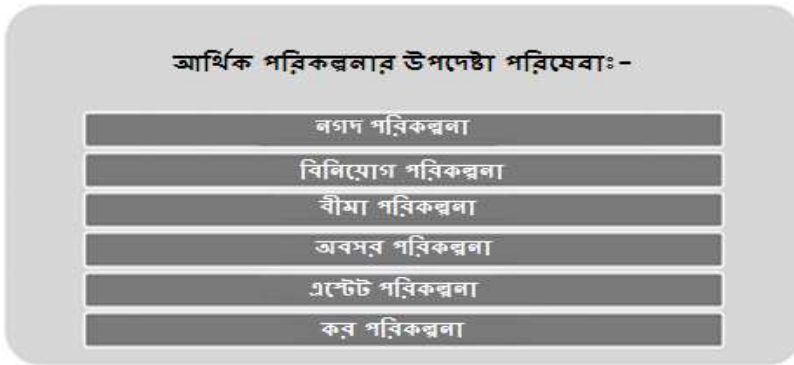 আর্থিক পরিকল্পনার উপদেষ্টা পরিষেবাঃ-
নগদ পরিকল্পনা
বিনিয়োগ পরিকল্পনা
বীমা পরিকল্পনা
অবসর পরিকল্পনা
এস্টেট পরিকল্পনা
কর পরিকল্পনা